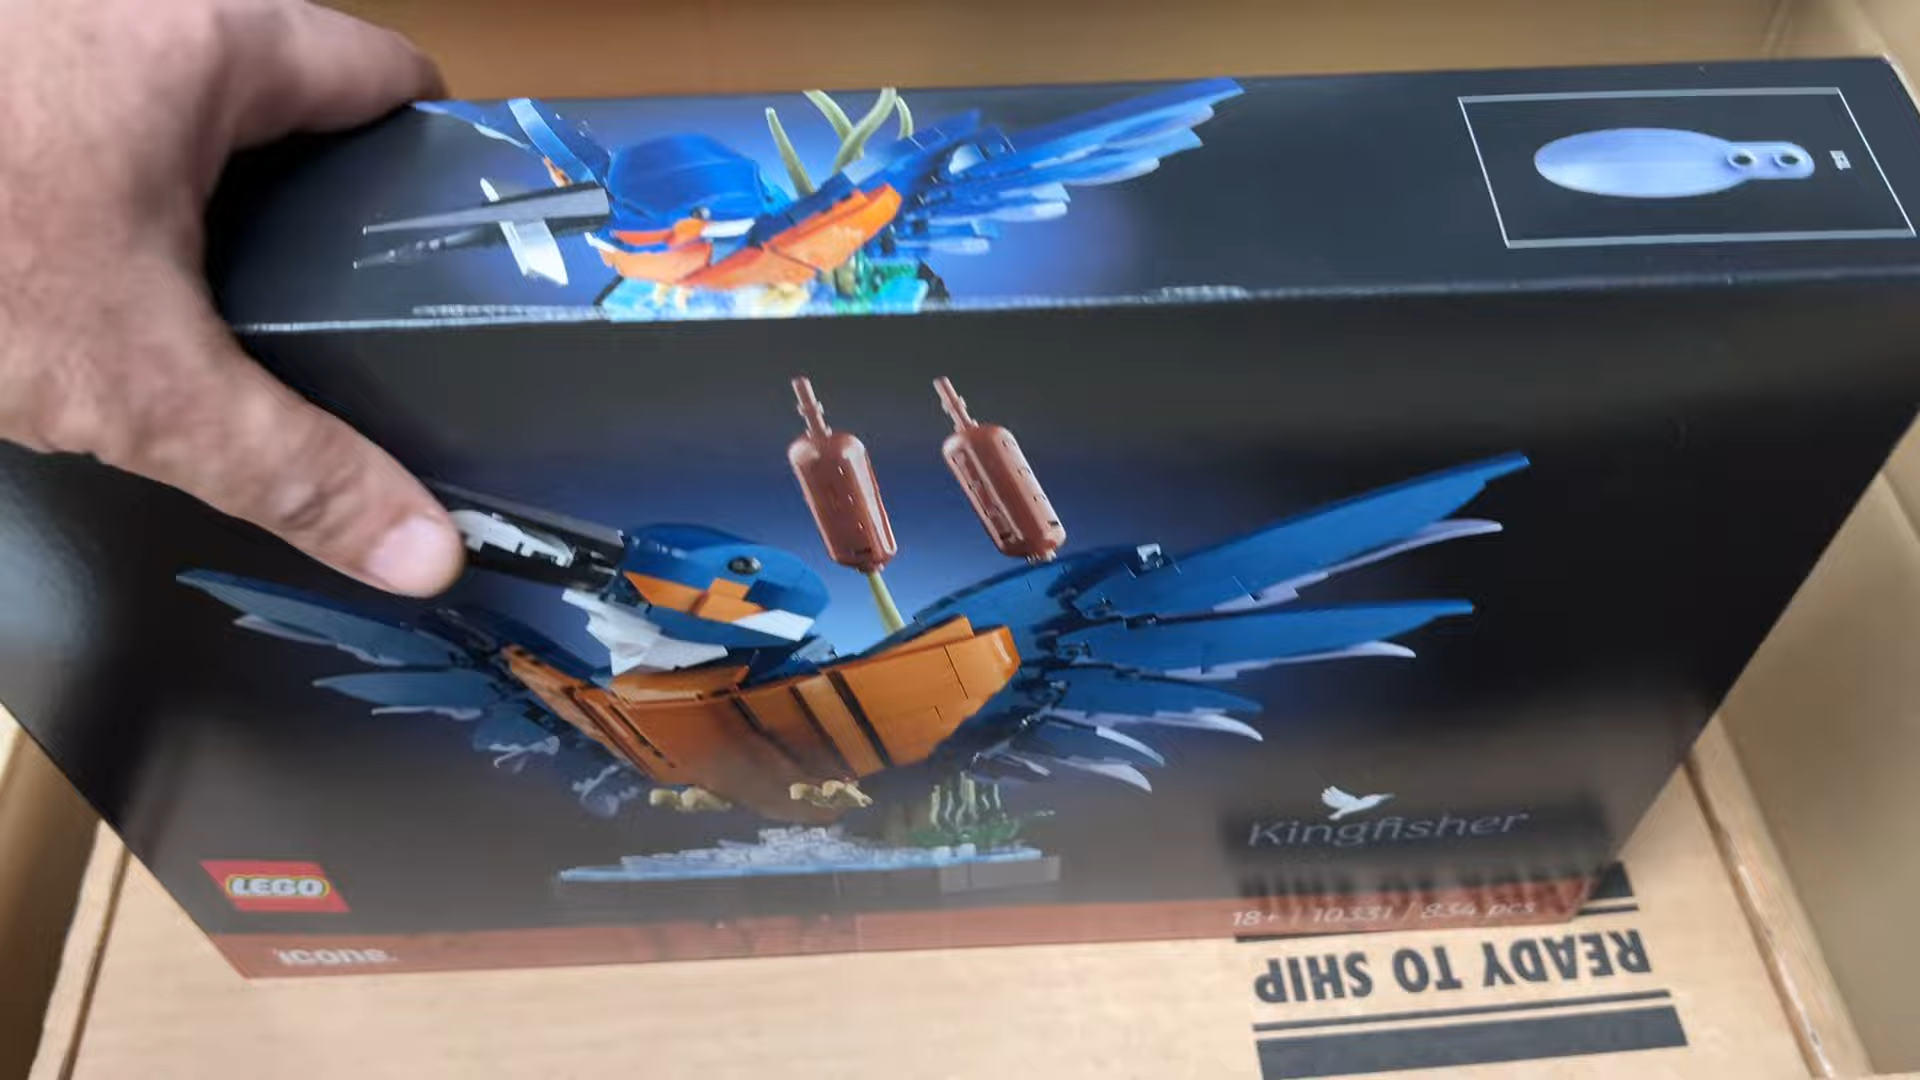 Kingfisher
LEGO
18+ / 10331 / 834 pcs
icons.
READY TO SHIP